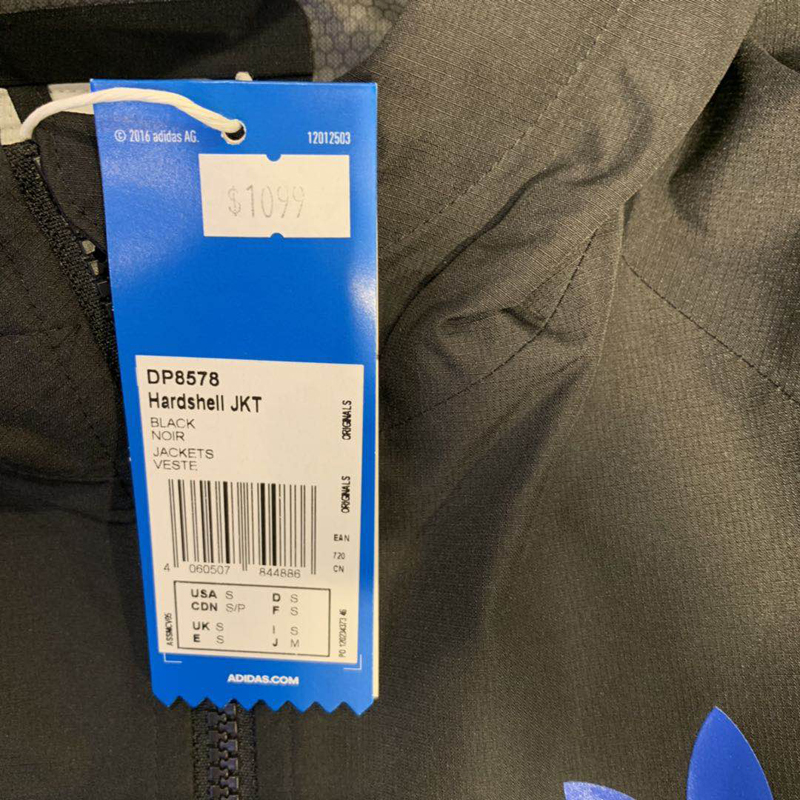 © 2016 adidas AG.
12012503
$1099
DP8578
Hardshell JKT
BLACK
NOIR
JACKETS
VESTE
ORIGINALS
ORIGINALS
EAN
720
CN
4 060507 844886
USA S
D S
CDN S/P
F S
UK S
I S
E S
J M
ASSMCV05
ADIDAS.COM